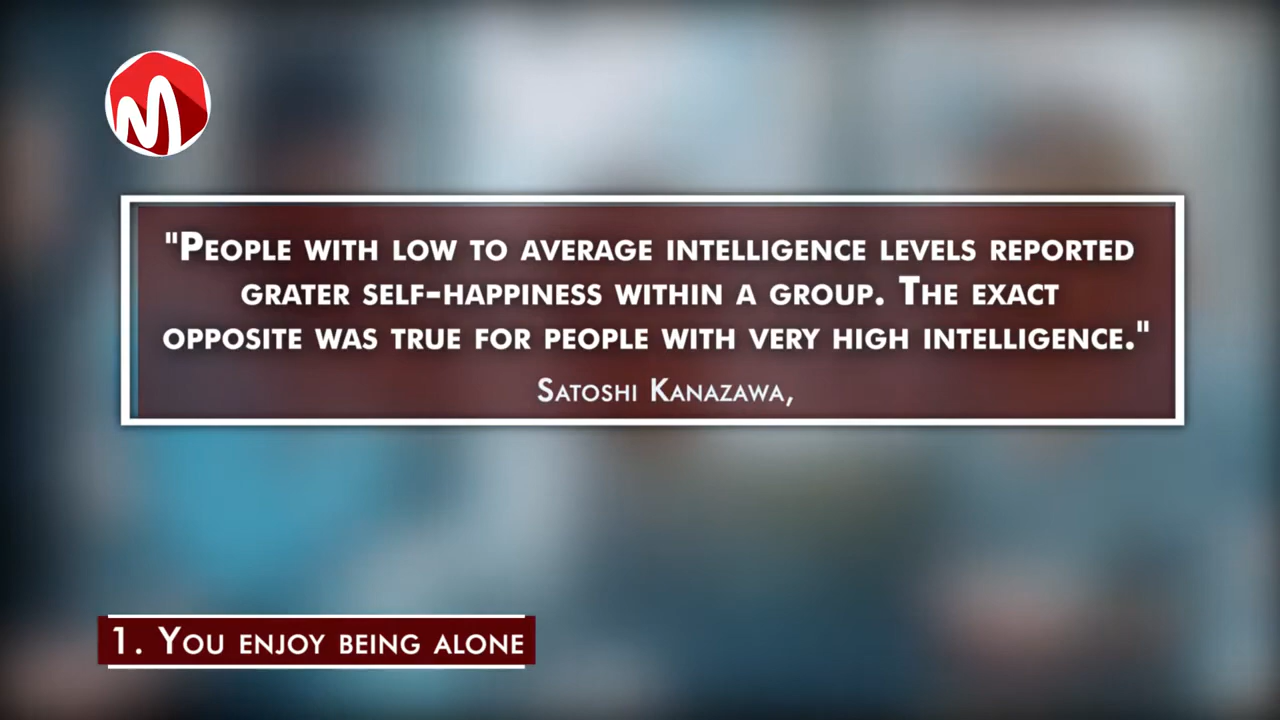 "People with low to average intelligence levels reported
grater self-happiness within a group. The exact
opposite was true for people with very high intelligence."
Satoshi Kanazawa,
1. You enjoy being alone